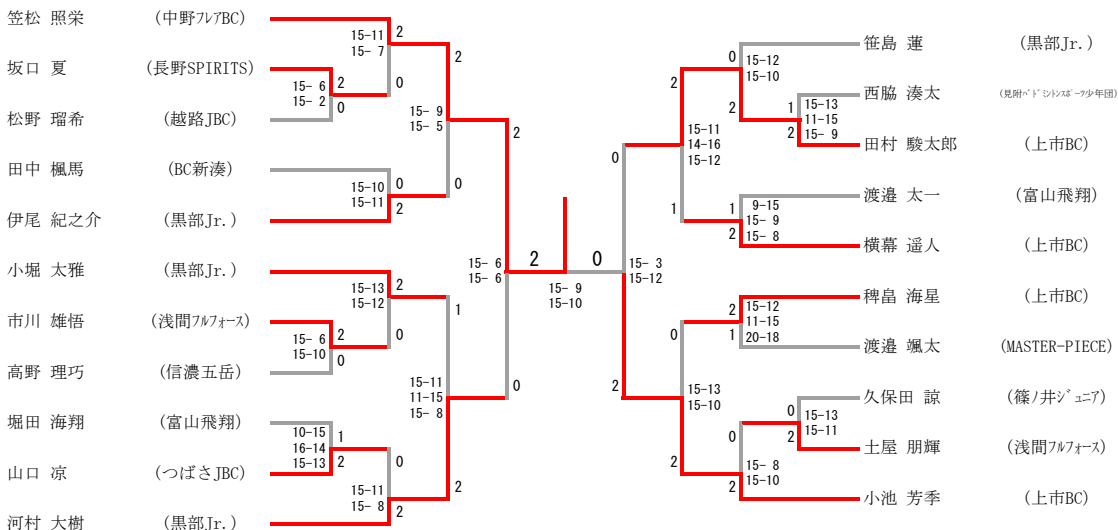 笠松 照栄 (中野フレアBC)
坂口 夏 (長野SPIRITS)
松野 瑠希 (越路JBC)
田中 楓馬 (BC新湊)
伊尾 紀之介 (黒部Jr.)
小堀 太雅 (黒部Jr.)
市川 雄悟 (浅間フルフォース)
高野 理巧 (信濃五岳)
堀田 海翔 (富山飛翔)
山口 凉 (つばさJBC)
河村 大樹 (黒部Jr.)
15-11 2
15- 7 0
15- 6 2
15- 2 0
15-10 0
15-11 2
15- 9 2
15- 5 0
15-13 2
15-12 0
15- 6 2
15-10 0
10-15 1
16-14
15-13 2
15-11 0
15- 8 2
15-11 1
11-15
15- 8 2
15- 6 2
15- 6 0
2 0
15- 9
15-10
0 15- 3
2 15-12
2 15-11
14-16
1 15-12
0 15-12
2 15-10
1 15-13
11-15
2 15- 9
1 9-15
15- 9
2 15- 8
0 15-13
2 15-10
2 15-12
11-15
1 20-18
0 15- 8
2 15-10
0 15-13
2 15-11
笹島 蓮 (黒部Jr.)
西脇 湊太 (見附バドミントンスポーツ少年団)
田村 駿太郎 (上市BC)
渡邉 太一 (富山飛翔)
横幕 遥人 (上市BC)
稗畠 海星 (上市BC)
渡邉 颯太 (MASTER-PIECE)
久保田 諒 (篠ノ井ジュニア)
土屋 朋輝 (浅間フルフォース)
小池 芳季 (上市BC)